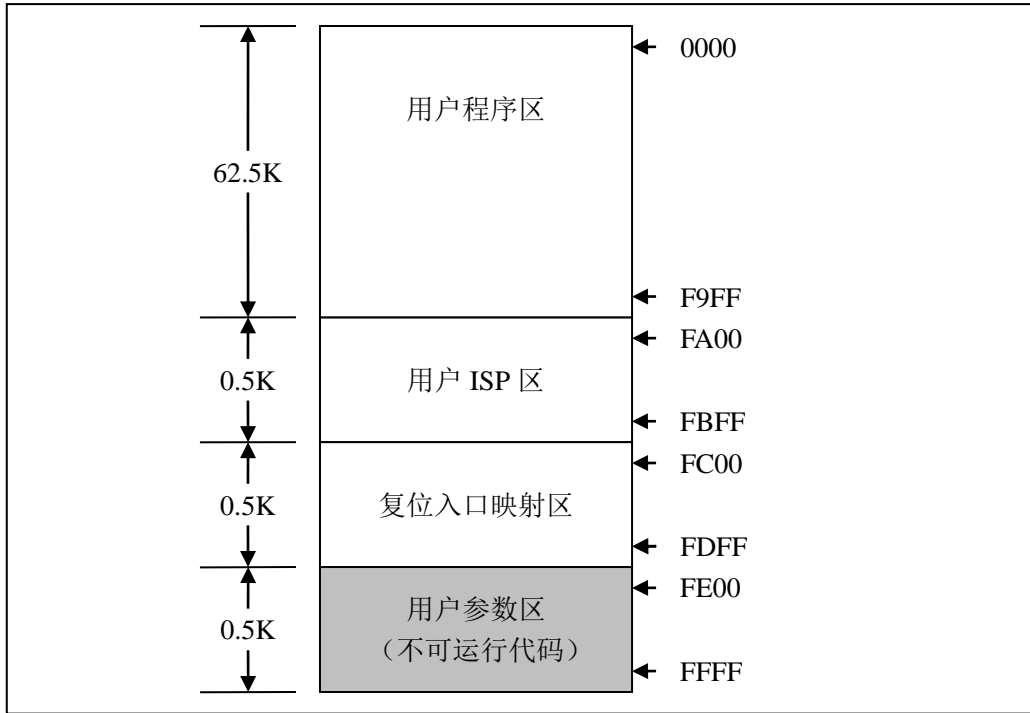 0000
用户程序区
62.5K
F9FF
FA00
用户 ISP 区
0.5K
FBFF
FC00
复位入口映射区
0.5K
FDFF
FE00
用户参数区
0.5K
（不可运行代码）
FFFF